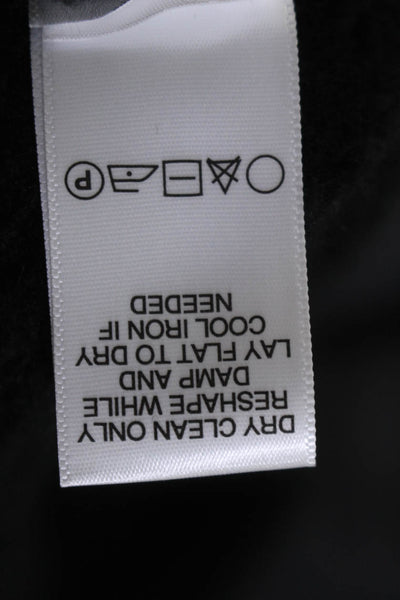 DRY CLEAN ONLY
RESHAPE WHILE
DAMP AND
LAY FLAT TO DRY
COOL IRON IF
NEEDED
P